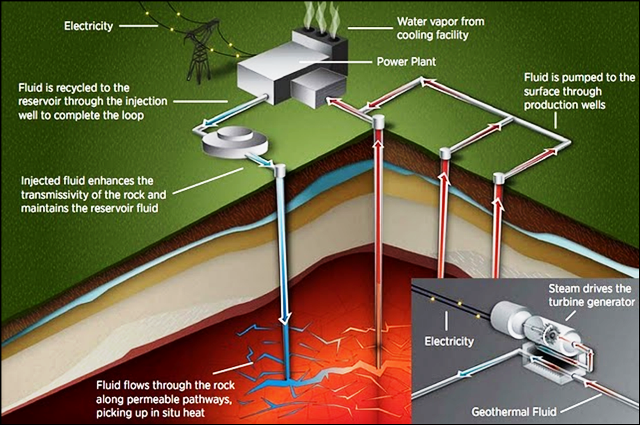 Electricity
Water vapor from
cooling facility
Power Plant
Fluid is recycled to the
reservoir through the injection
well to complete the loop
Fluid is pumped to the
surface through
production wells
Injected fluid enhances the
transmissivity of the rock and
maintains the reservoir fluid
Steam drives the
turbine generator
Electricity
Fluid flows through the rock
along permeable pathways,
picking up in situ heat
Geothermal Fluid